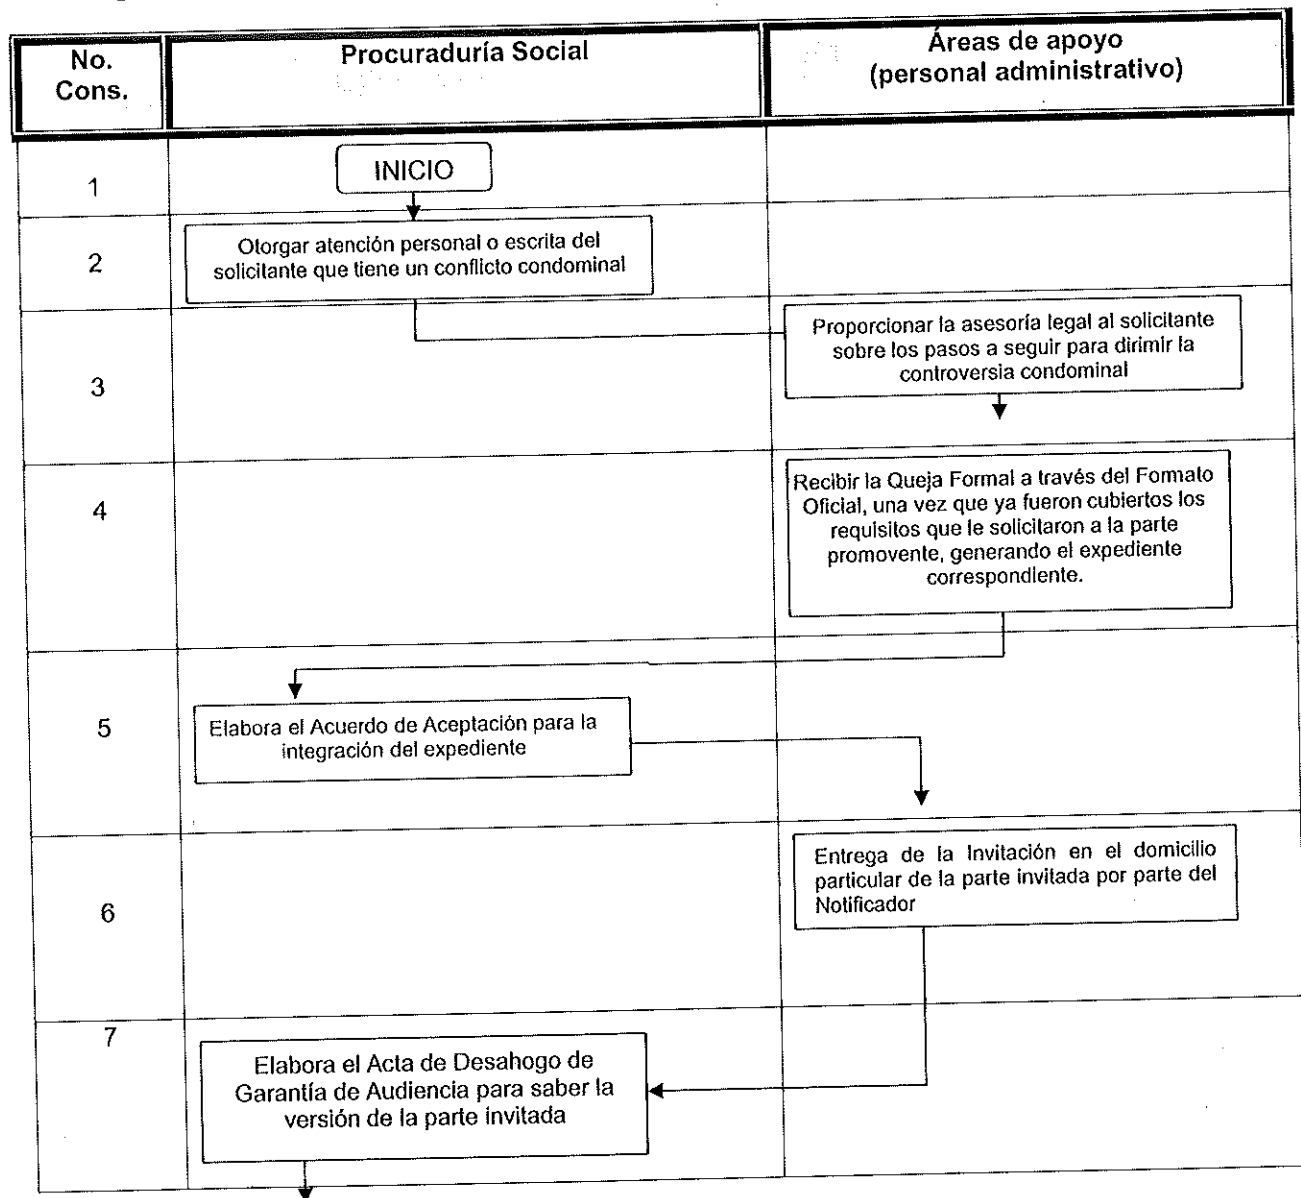 No.
Cons.
Procuraduría Social
Áreas de apoyo
(personal administrativo)
1
INICIO
2
Otorgar atención personal o escrita del
solicitante que tiene un conflicto condominal
3
Proporcionar la asesoría legal al solicitante
sobre los pasos a seguir para dirimir la
controversia condominal
4
Recibir la Queja Formal a través del Formato
Oficial, una vez que ya fueron cubiertos los
requisitos que le solicitaron a la parte
promovente, generando el expediente
correspondiente.
5
Elabora el Acuerdo de Aceptación para la
integración del expediente
6
Entrega de la Invitación en el domicilio
particular de la parte invitada por parte del
Notificador
7
Elabora el Acta de Desahogo de
Garantía de Audiencia para saber la
versión de la parte invitada